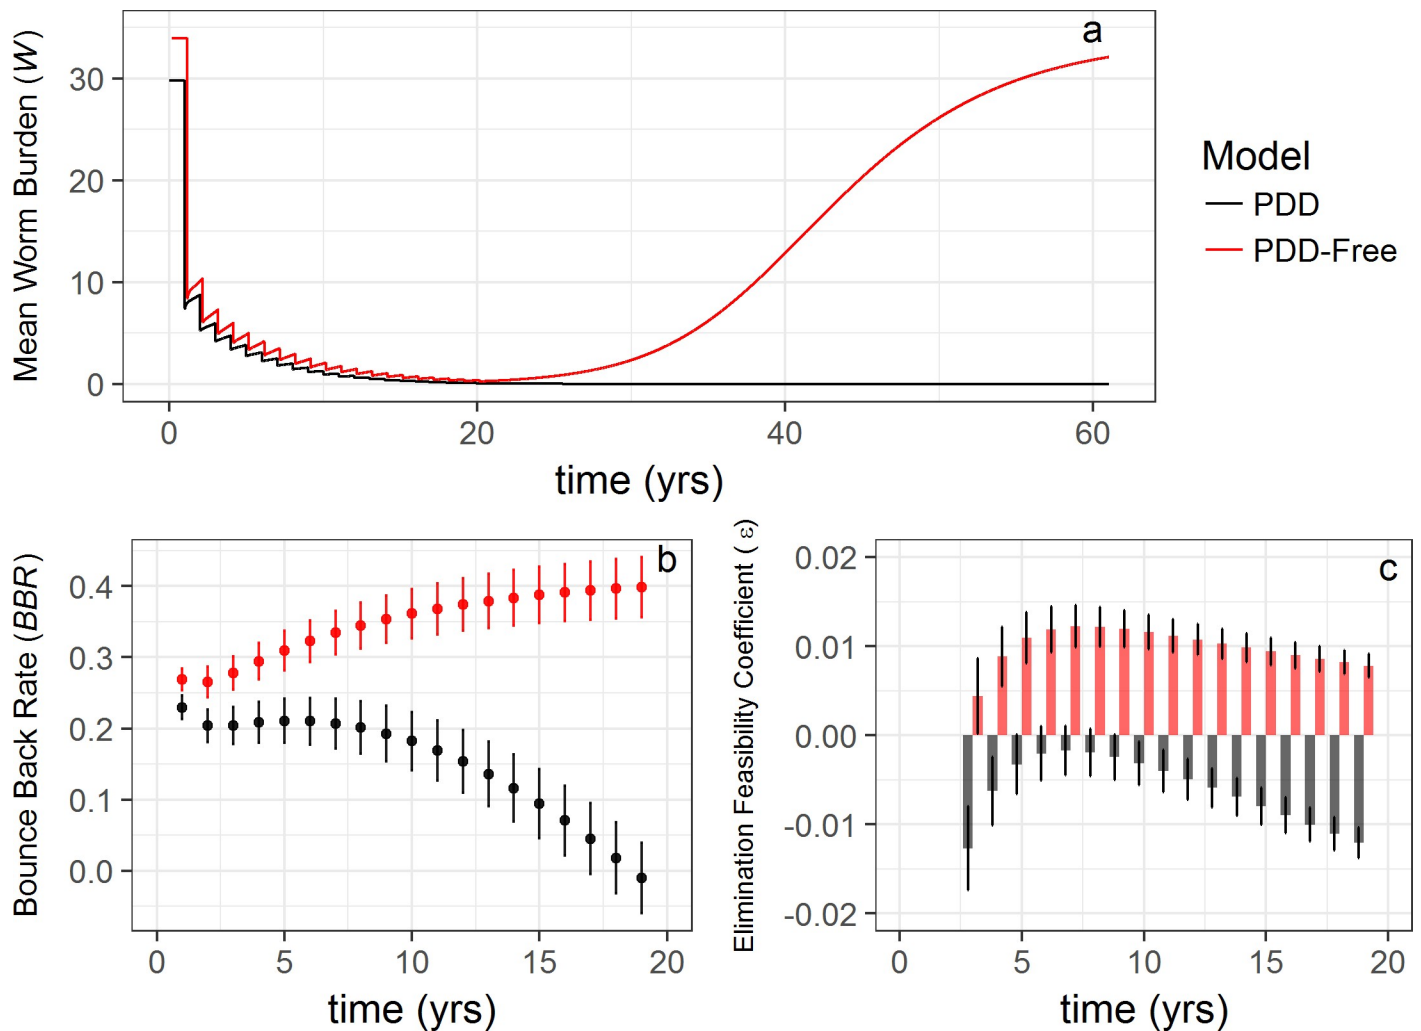 a
Mean Worm Burden (W)
30
20
10
0
0 20 40 60
time (yrs)
Model
PDD
PDD-Free
b
Bounce Back Rate (BBR)
0.4
0.3
0.2
0.1
0.0
0 5 10 15 20
time (yrs)
c
Elimination Feasibility Coefficient ( ε)
0.02
0.01
0.00
-0.01
-0.02
0 5 10 15 20
time (yrs)